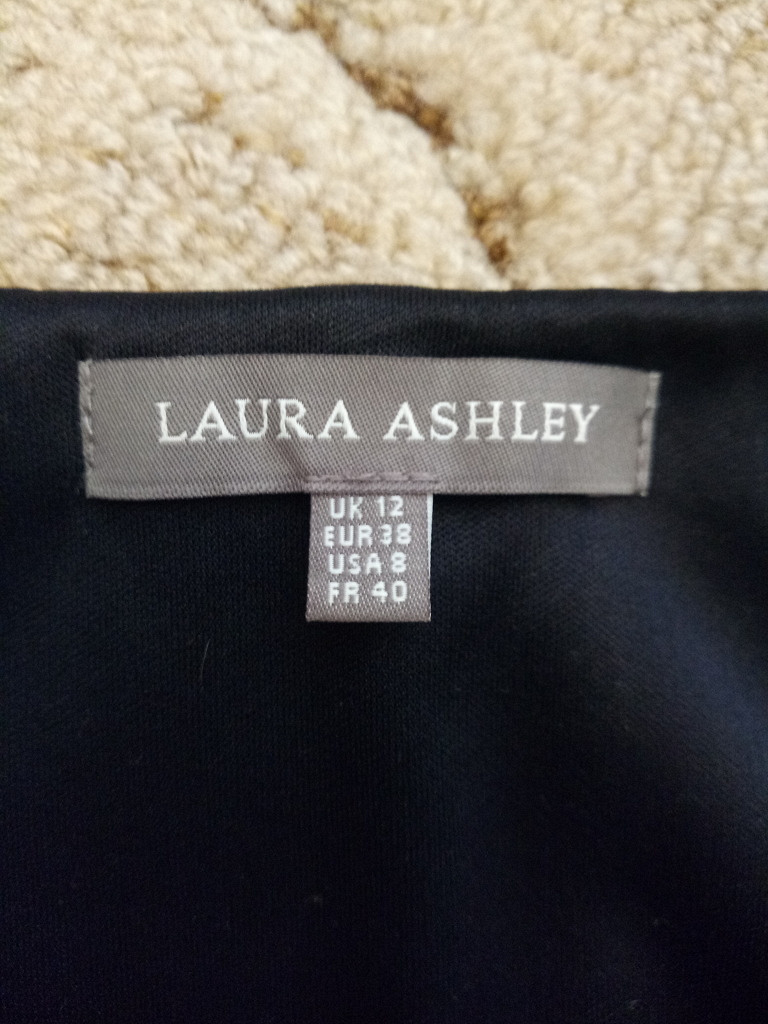 LAURA ASHLEY
UK 12
EUR 38
USA 8
FR 40